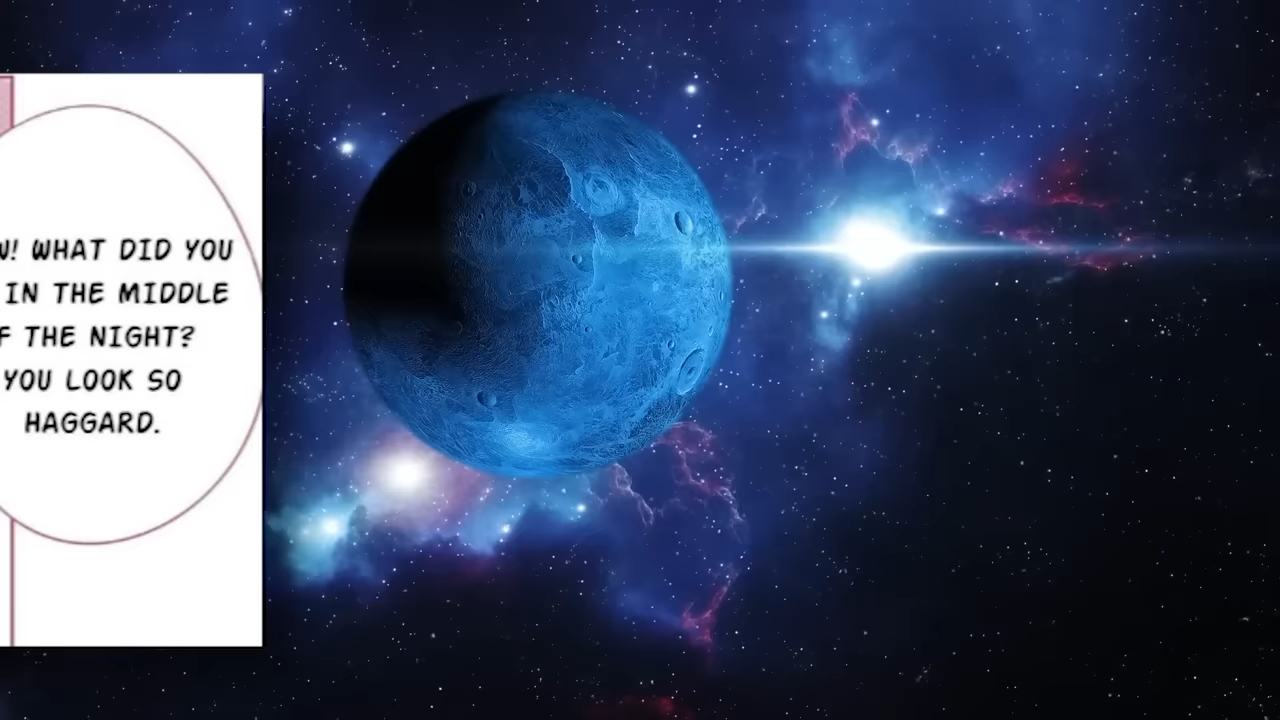 ! WHAT DID YOU
IN THE MIDDLE
F THE NIGHT?
YOU LOOK SO
HAGGARD.